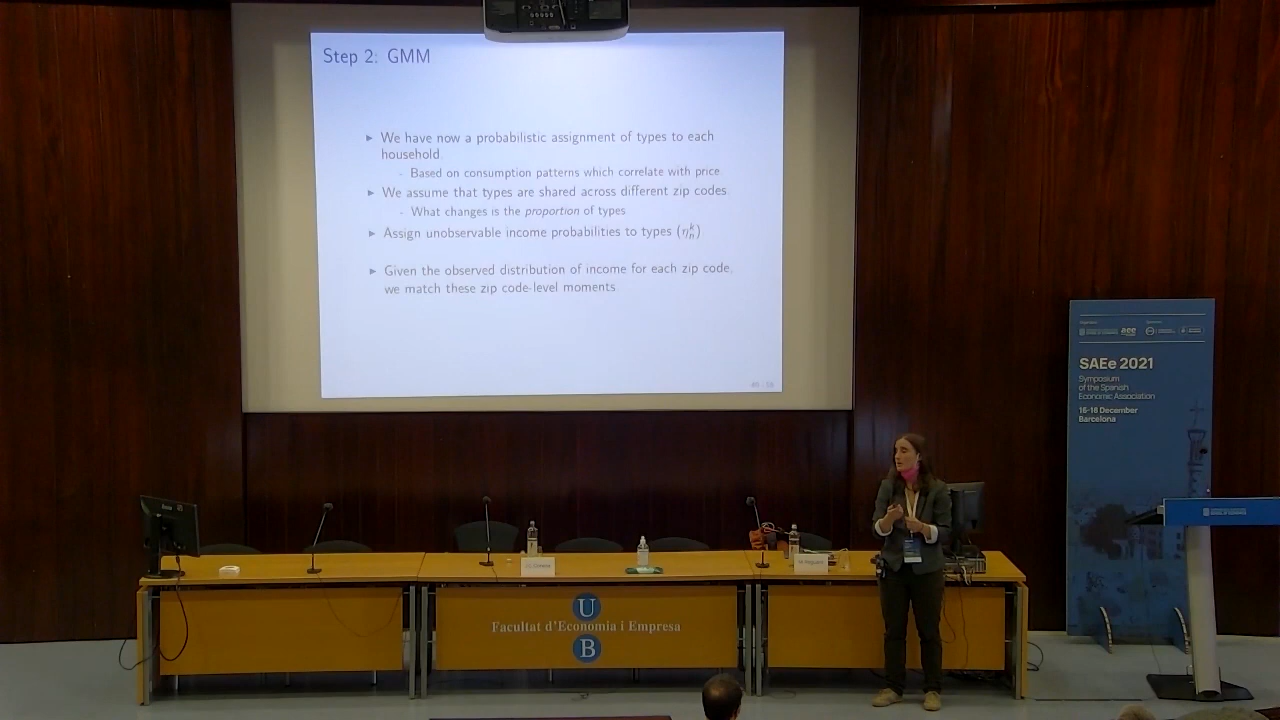 Step 2: GMM
► We have now a probabilistic assignment of types to each
household
- Based on consumption patterns which correlate with price
► We assume that types are shared across different zip codes
- What changes is the proportion of types
► Assign unobservable income probabilities to types (η_n^k)
► Given the observed distribution of income for each zip code,
we match these zip code-level moments
aee
SAEe 2021
Symposium
of the Spanish
Economic Association
16-18 December
Barcelona
U
Facultat d'Economia i Empresa
B